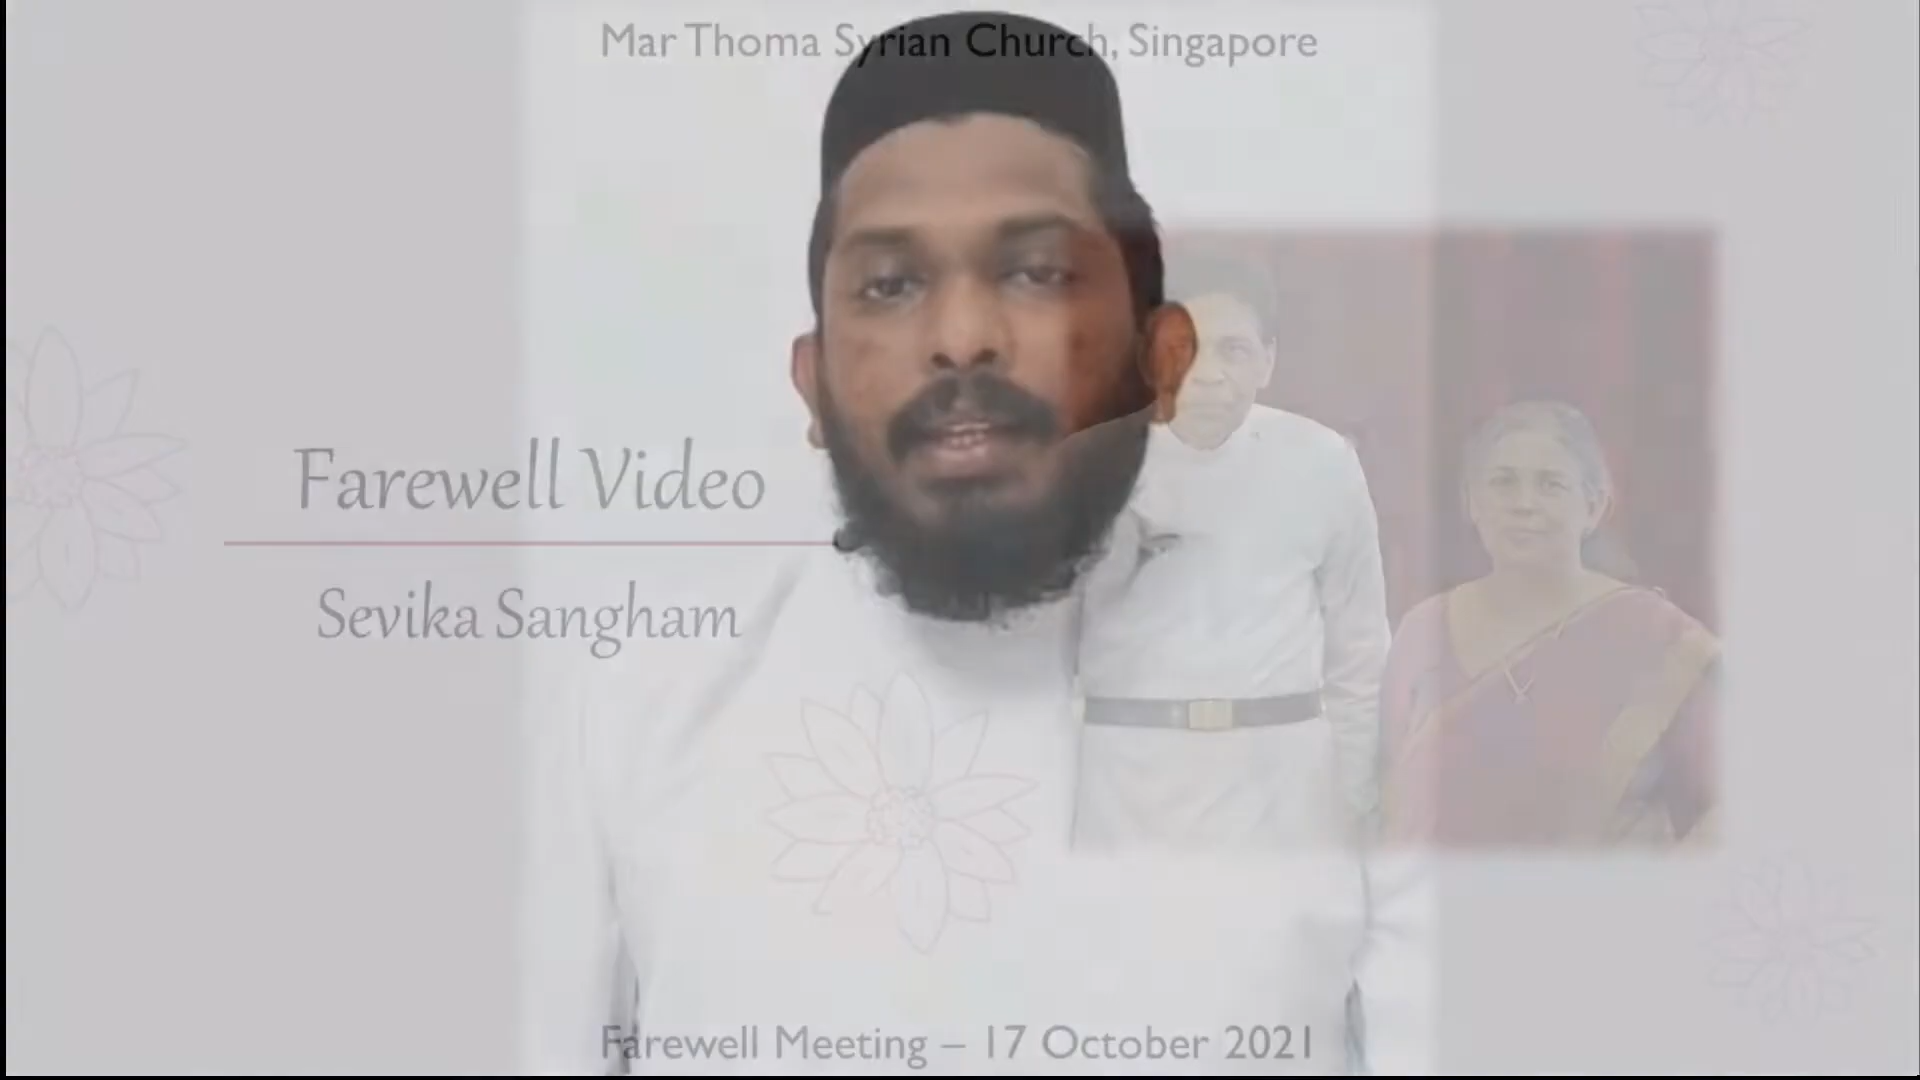 Mar Thoma Syrian Church, Singapore
Farewell Video
Sevika Sangham
Farewell Meeting – 17 October 2021